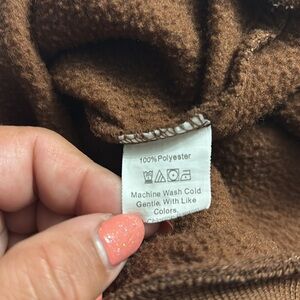 100%Polyester
Machine Wash Cold
Gentle, With Like
Colors.